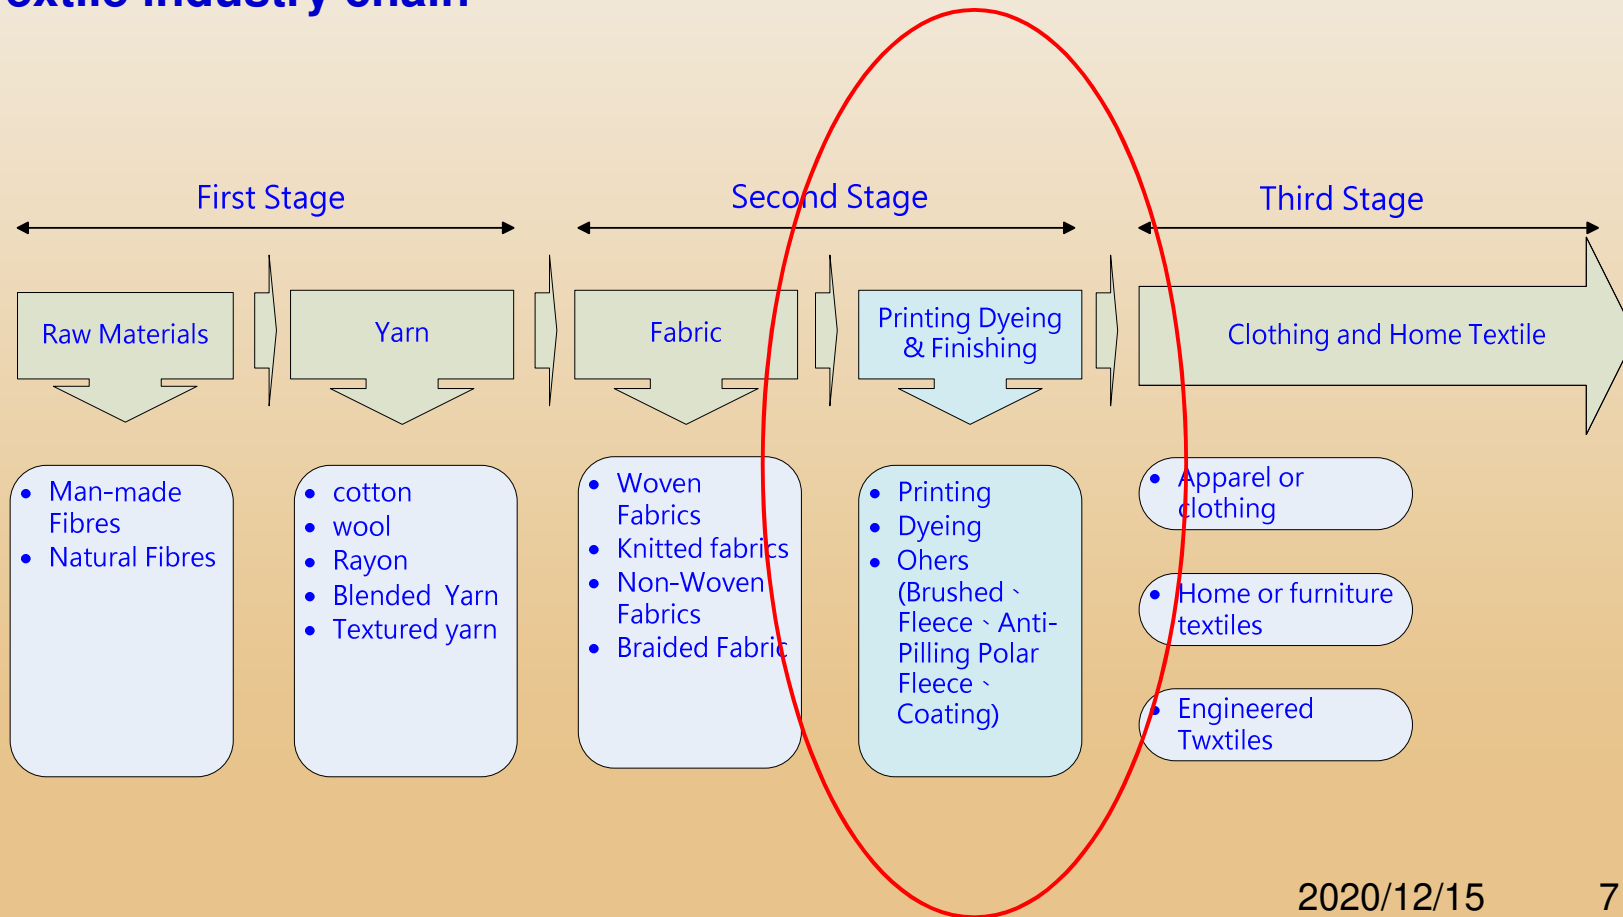 extile industry chain
First Stage
Second Stage
Third Stage
Raw Materials
Yarn
Fabric
Printing Dyeing
& Finishing
Clothing and Home Textile
• Man-made
Fibres
• Natural Fibres
• cotton
• wool
• Rayon
• Blended Yarn
• Textured yarn
• Woven
Fabrics
• Knitted fabrics
• Non-Woven
Fabrics
• Braided Fabric
• Printing
• Dyeing
• Ohers
(Brushed、
Fleece、Anti-
Pilling Polar
Fleece、
Coating)
• Apparel or
clothing
• Home or furniture
textiles
• Engineered
Twxtiles
2020/12/15 7